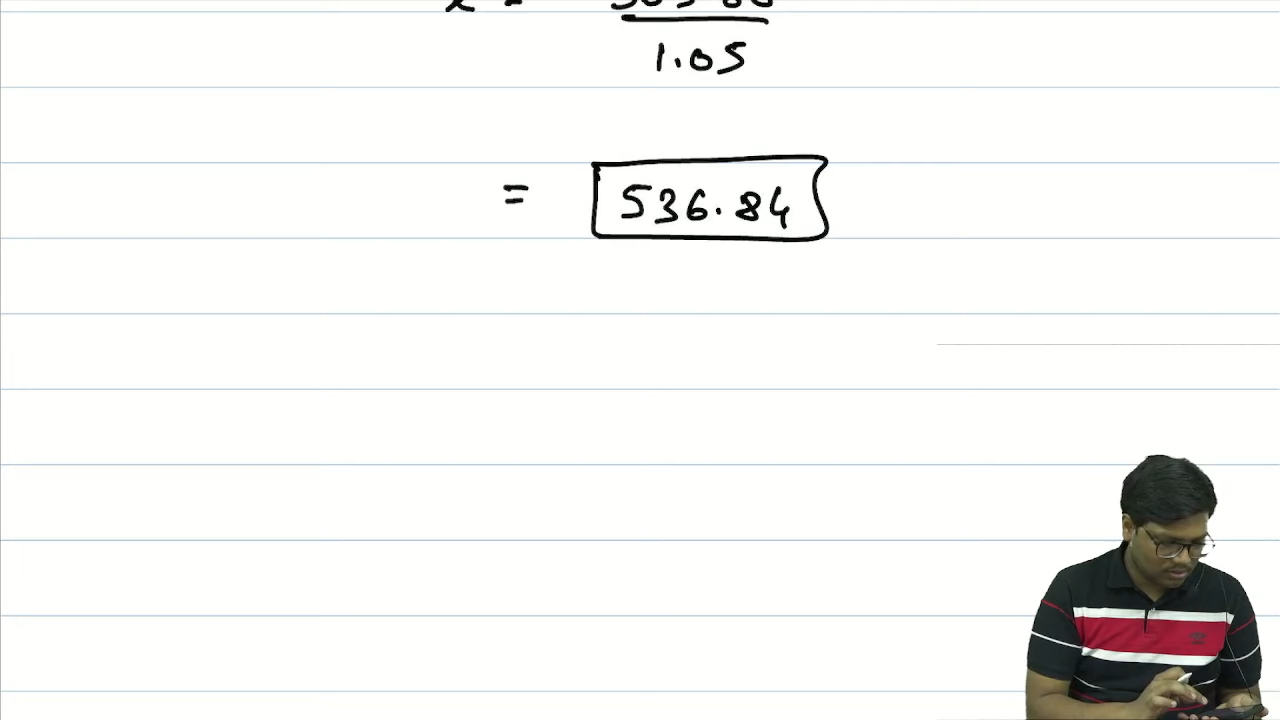 =
1.05
= 536.84